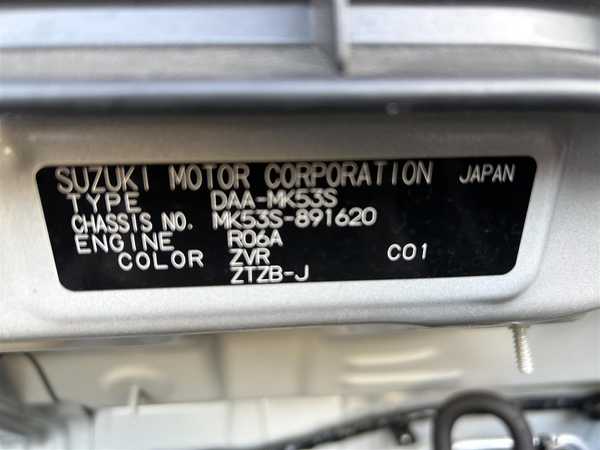 SUZUKI MOTOR CORPORATION JAPAN
TYPE DAA-MK53S
CHASSIS NO. MK53S-891620
ENGINE R06A
COLOR ZVR C01
ZTZB-J